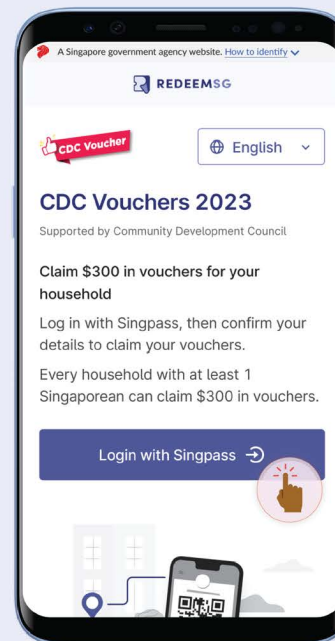 A Singapore government agency website. How to identify
REDEEMSG
CDC Voucher
English
CDC Vouchers 2023
Supported by Community Development Council
Claim $300 in vouchers for your
household
Log in with Singpass, then confirm your
details to claim your vouchers.
Every household with at least 1
Singaporean can claim $300 in vouchers.
Login with Singpass